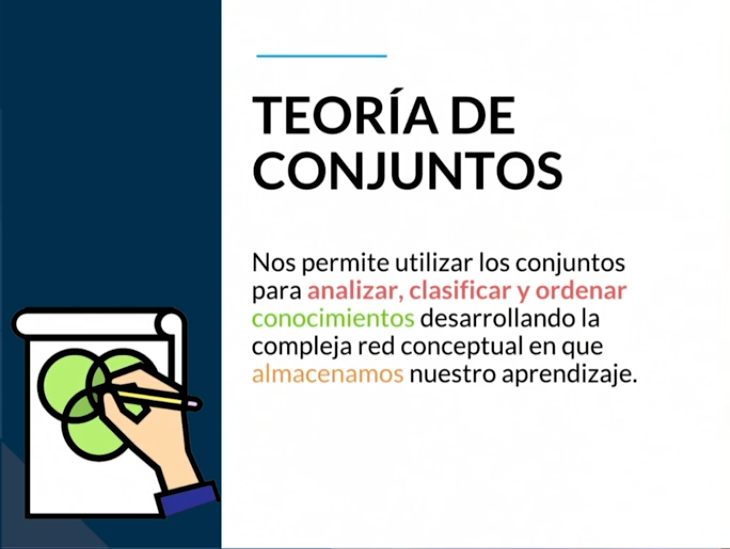 TEORÍA DE
CONJUNTOS
Nos permite utilizar los conjuntos
para analizar, clasificar y ordenar
conocimientos desarrollando la
compleja red conceptual en que
almacenamos nuestro aprendizaje.